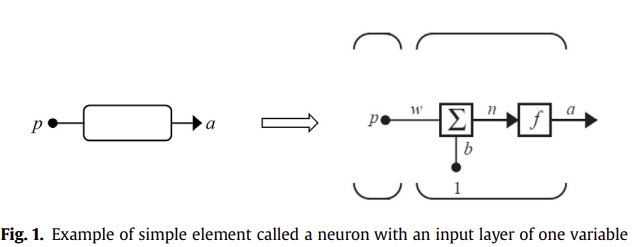 p a
p w Σ n f a
b
1
Fig. 1. Example of simple element called a neuron with an input layer of one variable